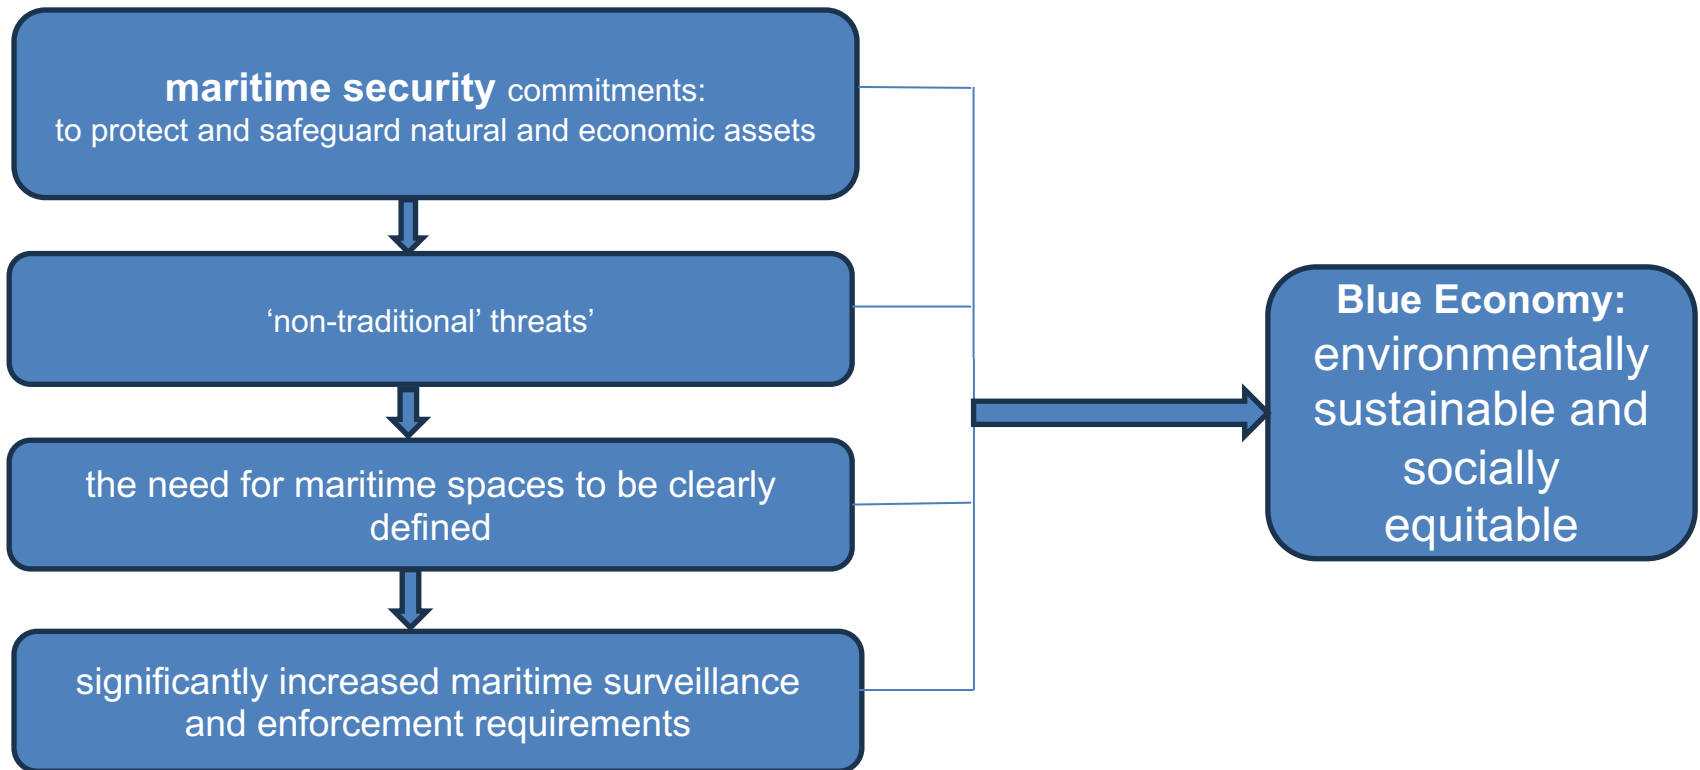 maritime security commitments:
to protect and safeguard natural and economic assets
‘non-traditional’ threats’
the need for maritime spaces to be clearly
defined
significantly increased maritime surveillance
and enforcement requirements
Blue Economy:
environmentally
sustainable and
socially
equitable